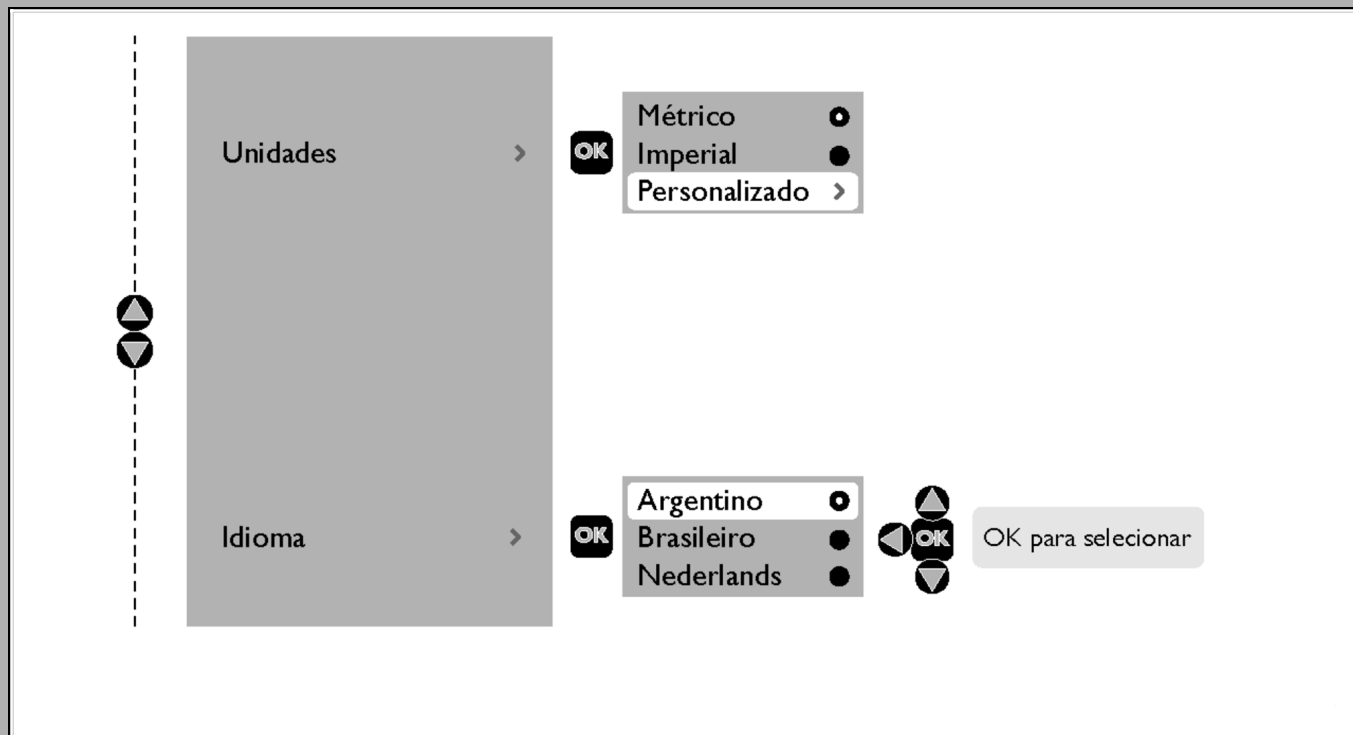 Unidades
OK
Métrico
Imperial
Personalizado
Idioma
OK
Argentino
Brasileiro
Nederlands
OK
OK para selecionar